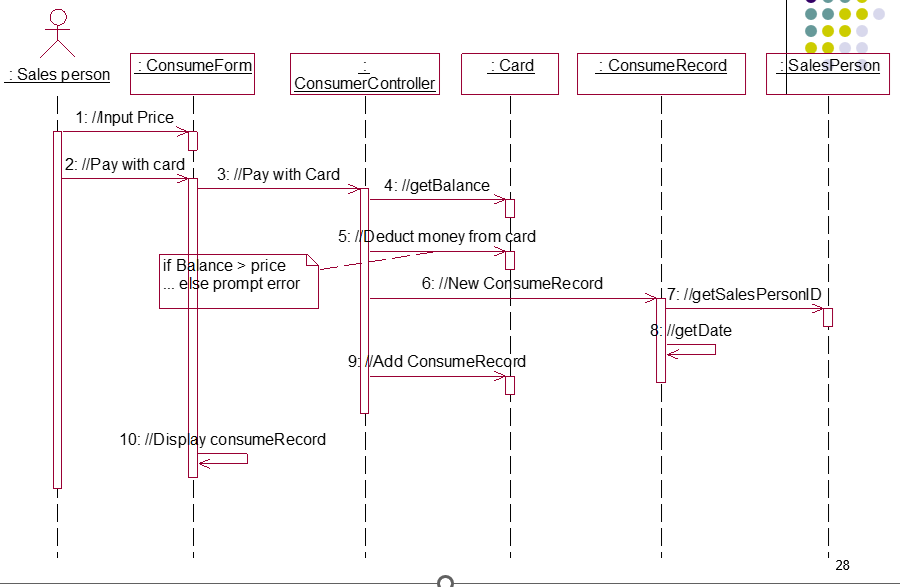 : Sales person
: ConsumeForm
:
ConsumerController
: Card
: ConsumeRecord
: SalesPerson
1: //Input Price
2: //Pay with card
3: //Pay with Card
4: //getBalance
5: //Deduct money from card
if Balance > price
... else prompt error
6: //New ConsumeRecord
7: //getSalesPersonID
8: //getDate
9: //Add ConsumeRecord
10: //Display consumeRecord
28